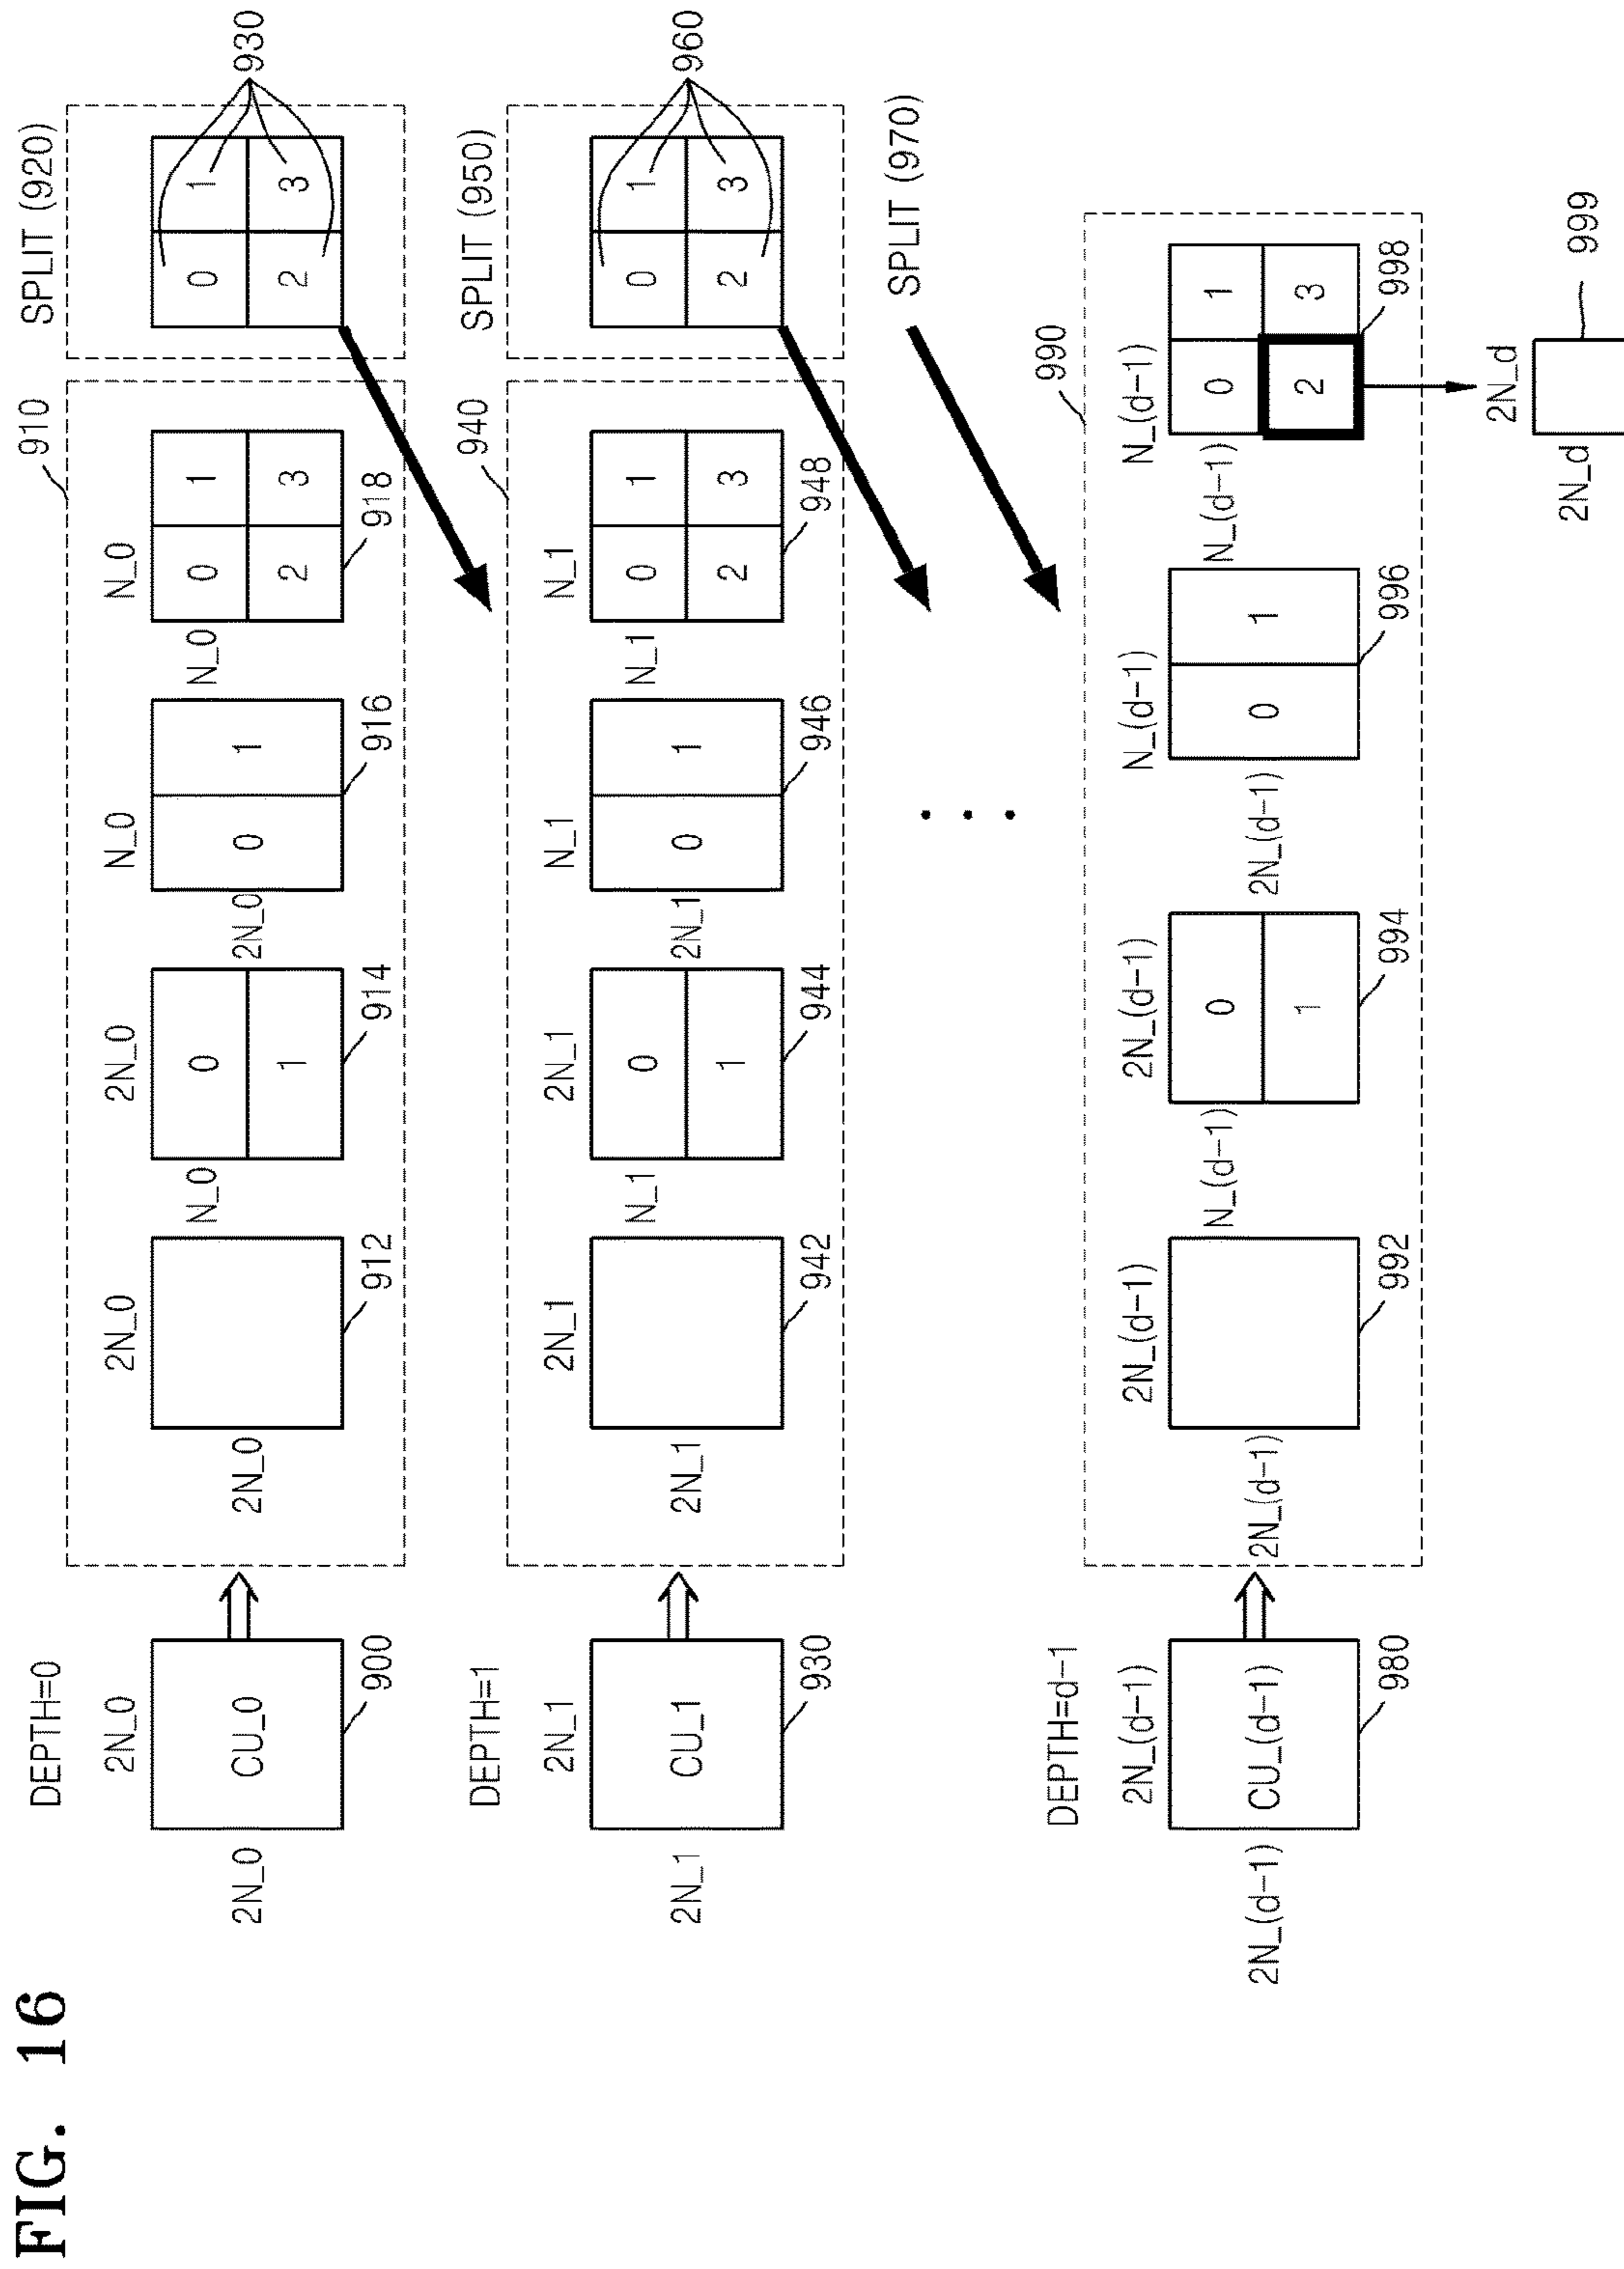 FIG. 16
DEPTH=0
2N_0
2N_0
CU_0
900
910
2N_0
2N_0
912
2N_0
N_0
0
1
914
N_0
2N_0
0 1
916
N_0
N_0
0 1
2 3
918
SPLIT (920)
0 1
2 3
930
DEPTH=1
2N_1
2N_1
CU_1
930
940
2N_1
2N_1
942
2N_1
N_1
0
1
944
N_1
2N_1
0 1
946
N_1
N_1
0 1
2 3
948
SPLIT (950)
0 1
2 3
960
SPLIT (970)
DEPTH=d-1
2N_(d-1)
2N_(d-1)
CU_(d-1)
980
990
2N_(d-1)
2N_(d-1)
992
2N_(d-1)
N_(d-1)
0
1
994
N_(d-1)
2N_(d-1)
0 1
996
N_(d-1)
N_(d-1)
0 1
2 3
998
2N_d
2N_d
999